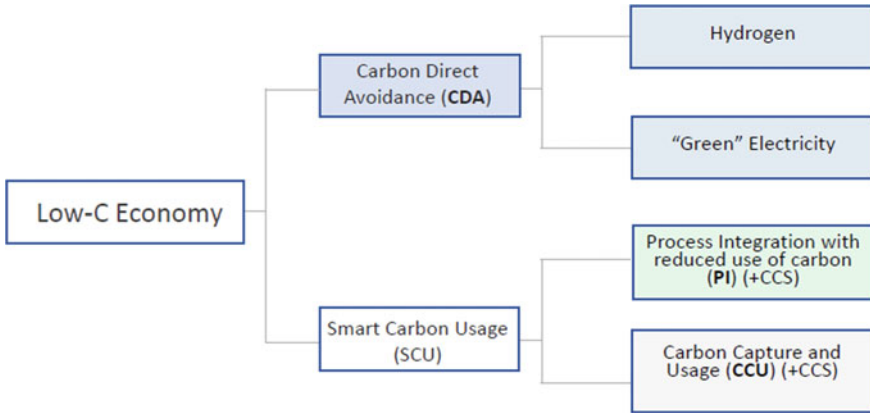 Low-C Economy
Carbon Direct
Avoidance (CDA)
Hydrogen
“Green” Electricity
Smart Carbon Usage
(SCU)
Process Integration with
reduced use of carbon
(PI) (+CCS)
Carbon Capture and
Usage (CCU) (+CCS)